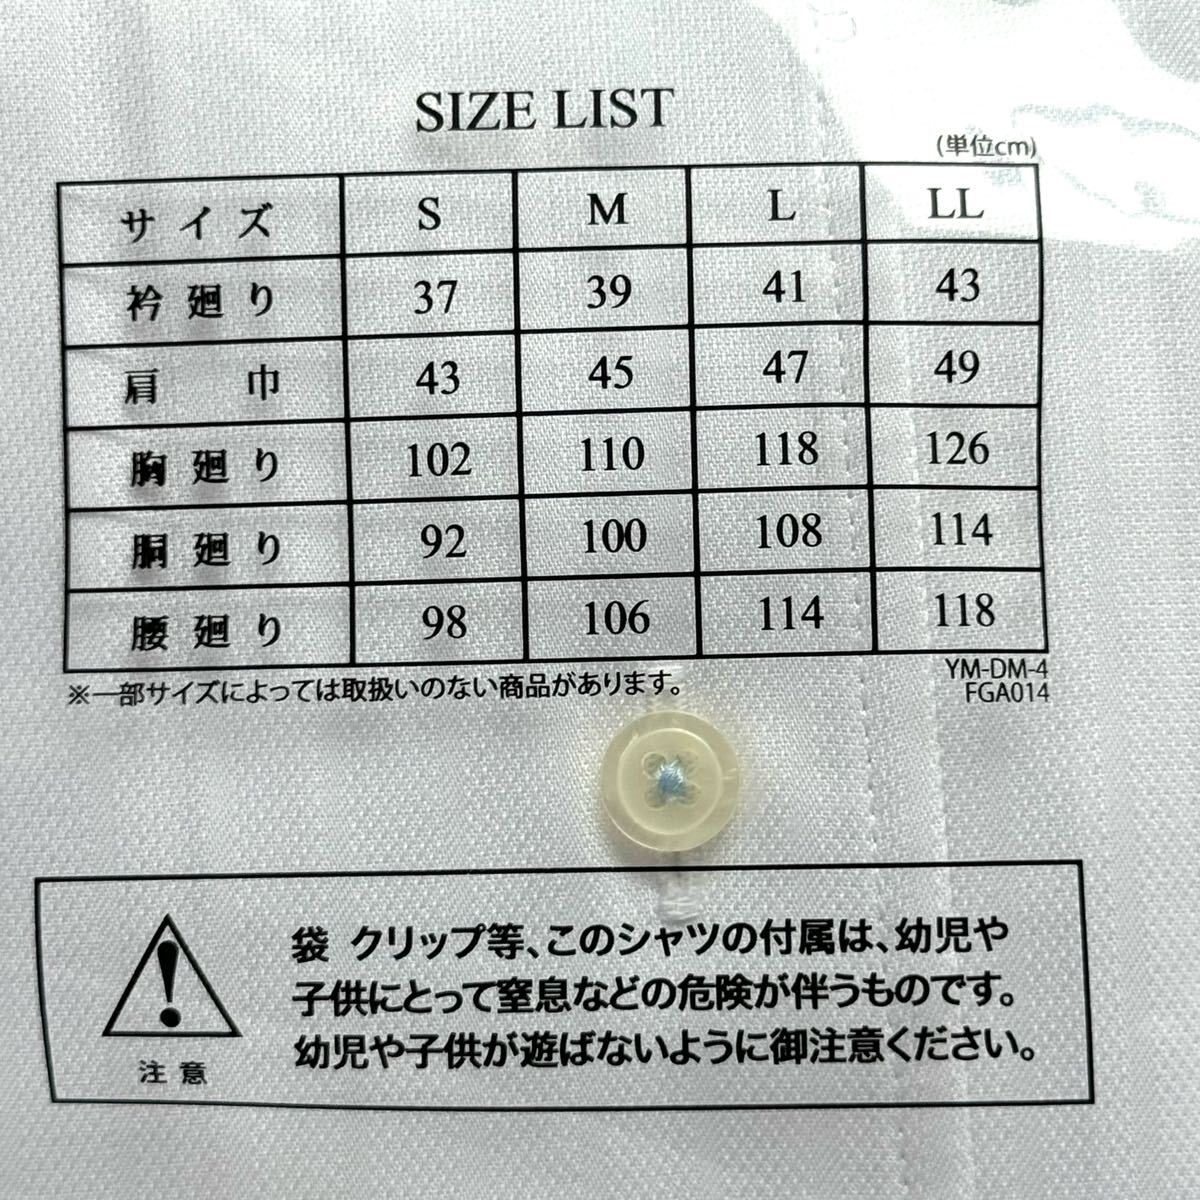 SIZE LIST
(単位cm)
サイズ S M L LL
衿廻り 37 39 41 43
肩巾 43 45 47 49
胸廻り 102 110 118 126
胴廻り 92 100 108 114
腰廻り 98 106 114 118
※一部サイズによっては取扱いのない商品があります。
YM-DM-4
FGA014
袋 クリップ等、このシャツの付属は、幼児や
子供にとって窒息などの危険が伴うものです。
幼児や子供が遊ばないように御注意ください。
注意